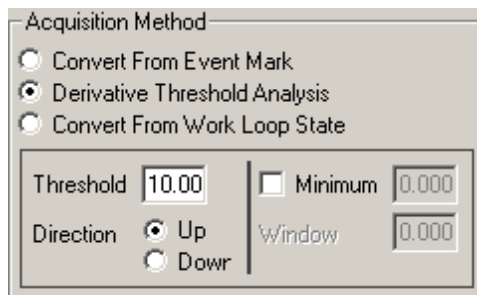 Acquisition Method
Convert From Event Mark
Derivative Threshold Analysis
Convert From Work Loop State
Threshold 10.00 Minimum 0.000
Direction Up Window 0.000
Down